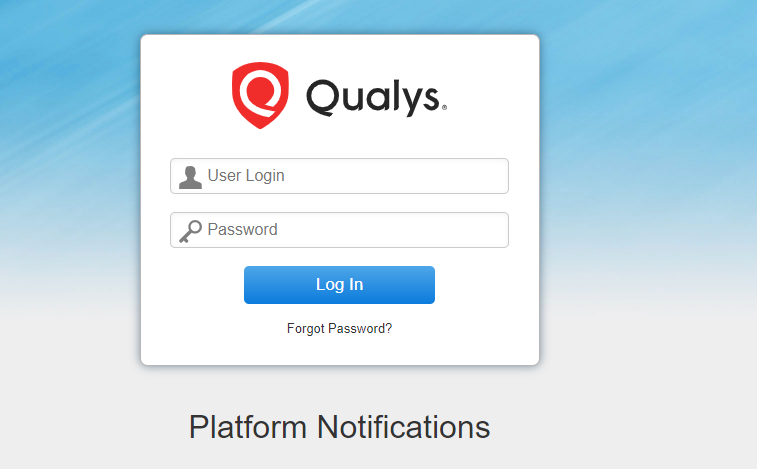 Qualys®
User Login
Password
Log In
Forgot Password?
Platform Notifications